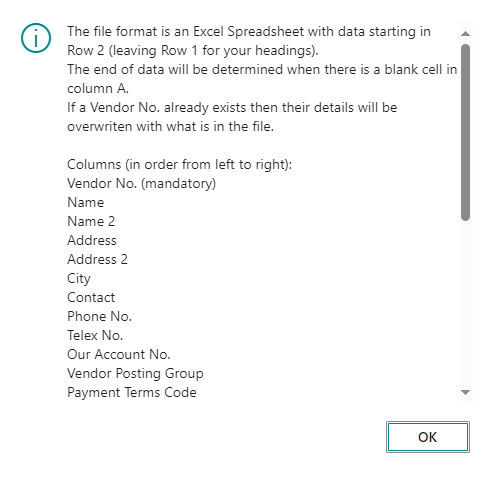 The file format is an Excel Spreadsheet with data starting in
Row 2 (leaving Row 1 for your headings).
The end of data will be determined when there is a blank cell in
column A.
If a Vendor No. already exists then their details will be
overwriten with what is in the file.
Columns (in order from left to right):
Vendor No. (mandatory)
Name
Name 2
Address
Address 2
City
Contact
Phone No.
Telex No.
Our Account No.
Vendor Posting Group
Payment Terms Code
OK